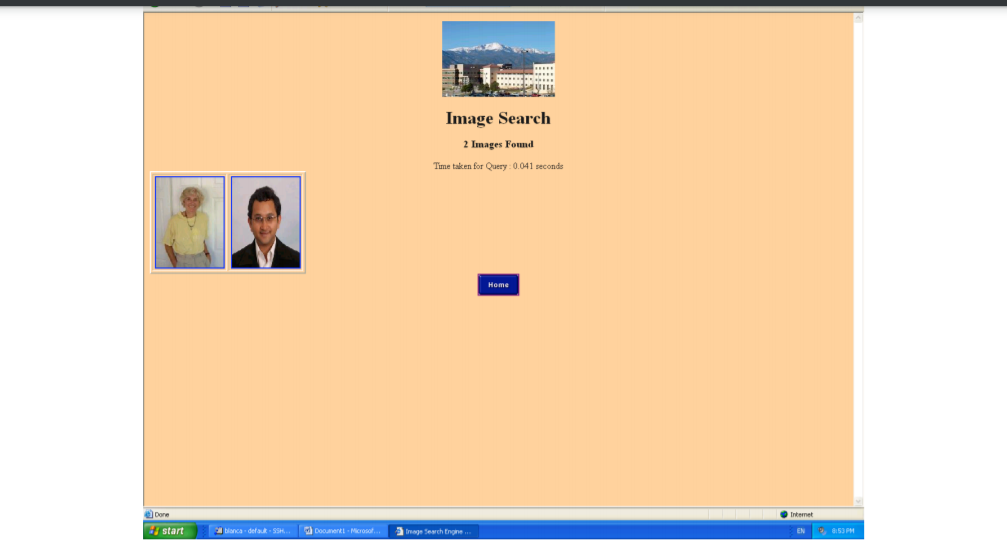 Image Search
2 Images Found
Time taken for Query : 0.041 seconds
Home
Done
Internet
start
blanca - default - SSH...
Document1 - Microsof...
Image Search Engine ...
EN
6:53 PM